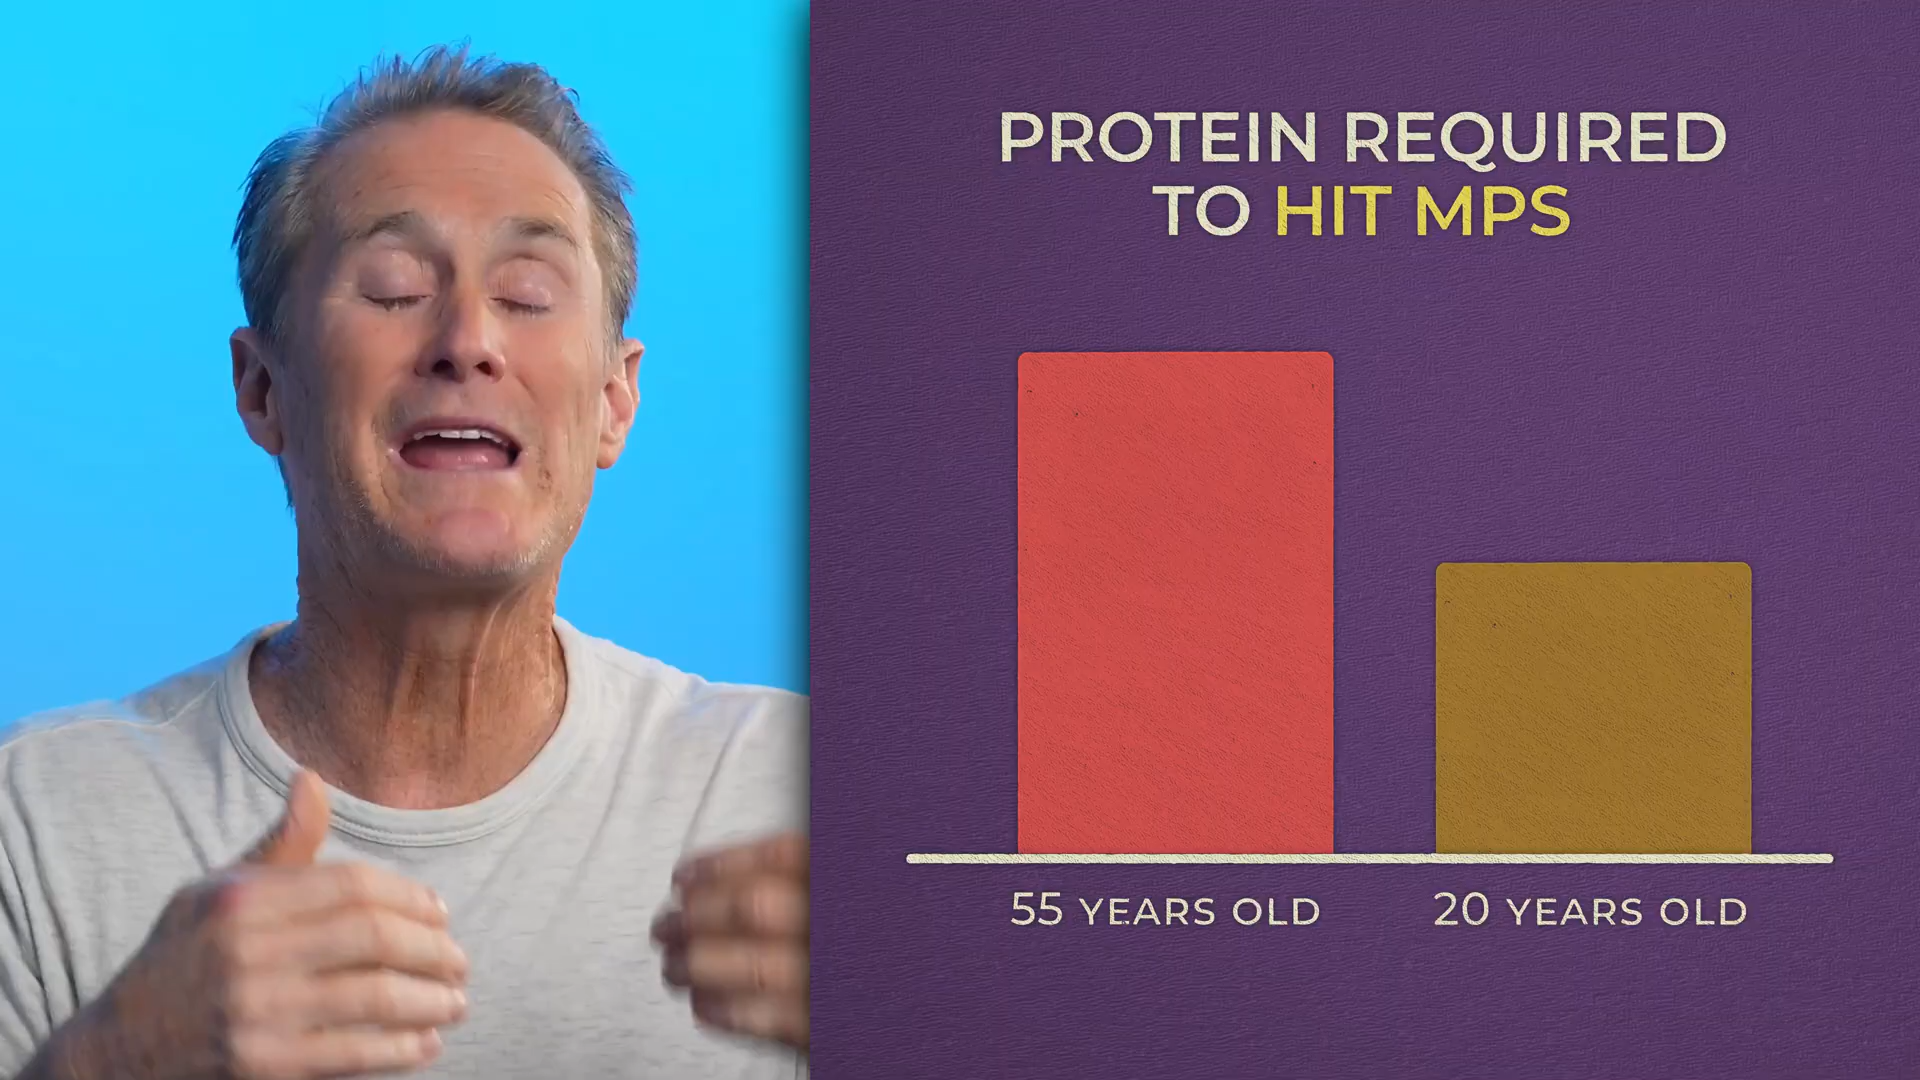 PROTEIN REQUIRED
TO HIT MPS
55 YEARS OLD
20 YEARS OLD